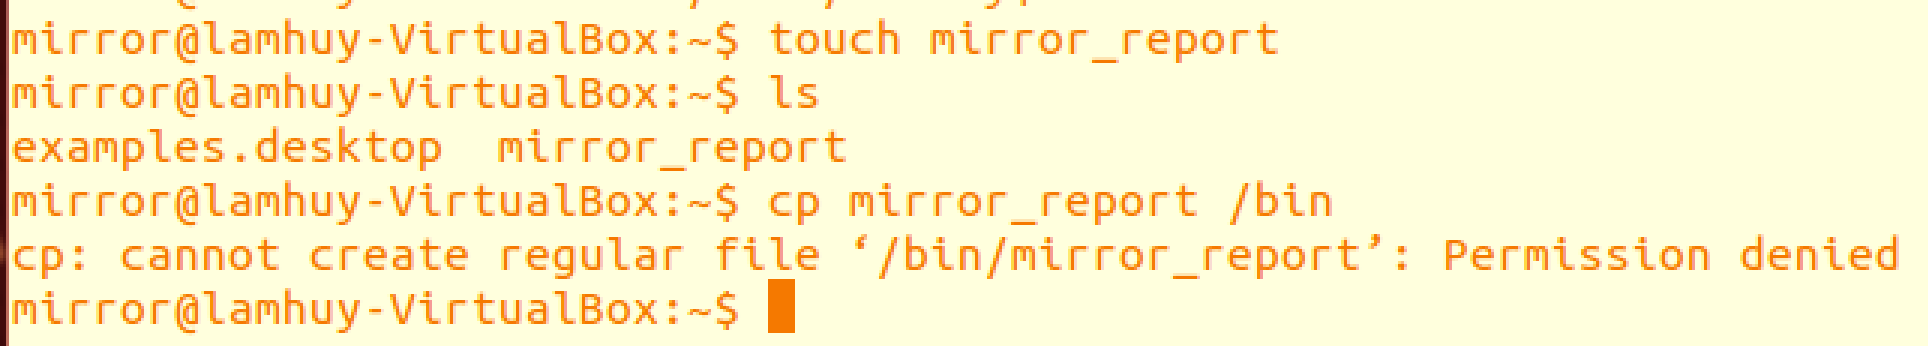 mirror@lamhuy-VirtualBox:~$ touch mirror_report
mirror@lamhuy-VirtualBox:~$ ls
examples.desktop  mirror_report
mirror@lamhuy-VirtualBox:~$ cp mirror_report /bin
cp: cannot create regular file ‘/bin/mirror_report’: Permission denied
mirror@lamhuy-VirtualBox:~$